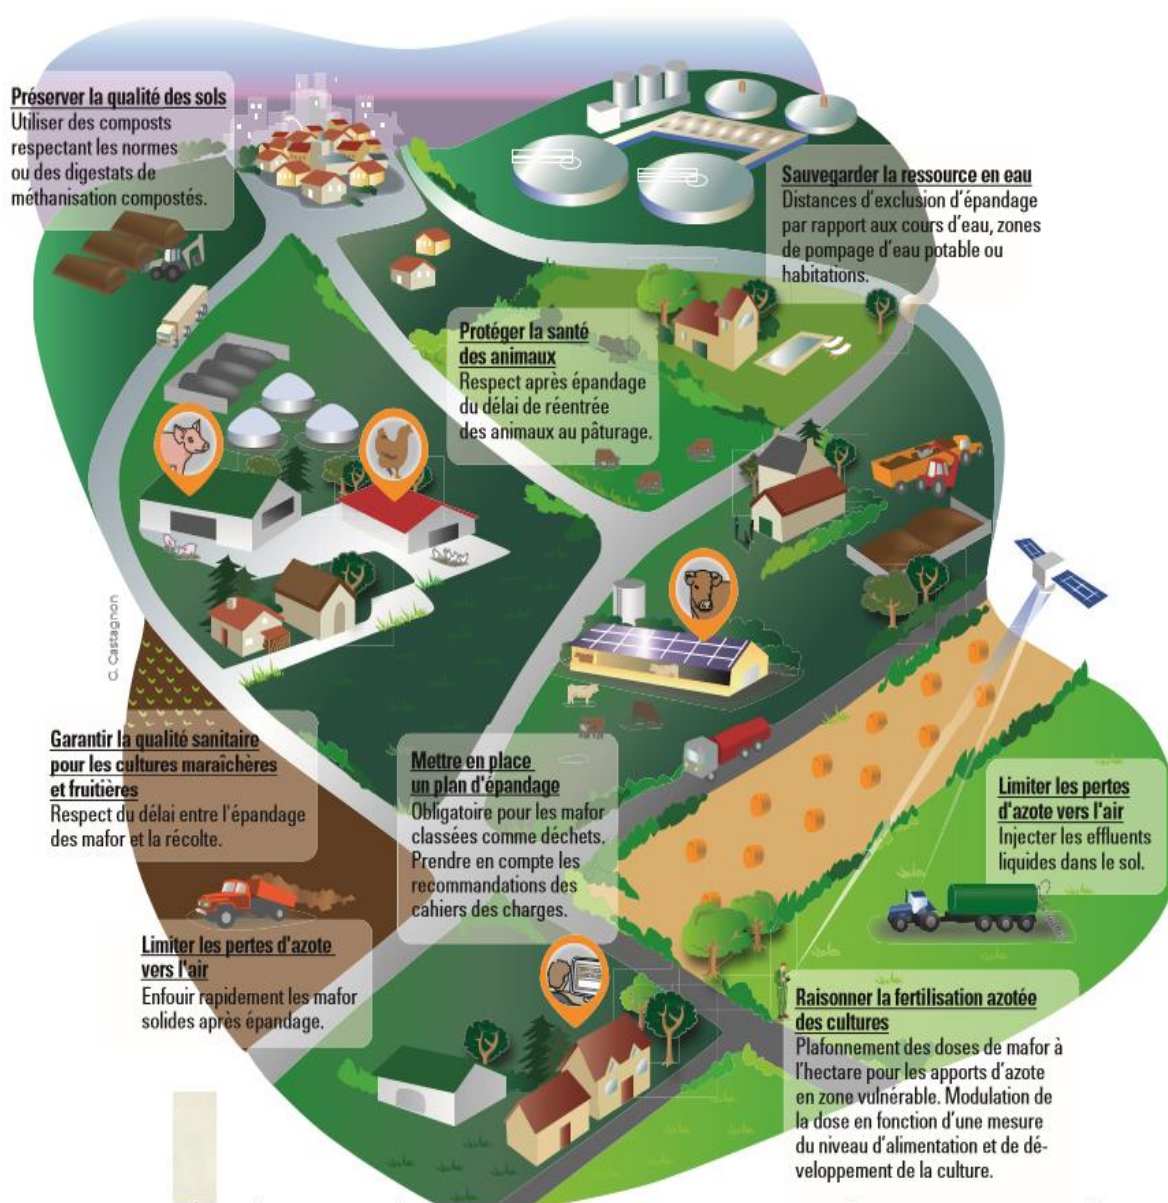 Préserver la qualité des sols
Utiliser des composts
respectant les normes
ou des digestats de
méthanisation compostés.
Sauvegarder la ressource en eau
Distances d'exclusion d'épandage
par rapport aux cours d'eau, zones
de pompage d'eau potable ou
habitations.
Protéger la santé
des animaux
Respect après épandage
du délai de réentrée
des animaux au pâturage.
C. Castagnon
Garantir la qualité sanitaire
pour les cultures maraîchères
et fruitières
Respect du délai entre l'épandage
des mafor et la récolte.
Mettre en place
un plan d'épandage
Obligatoire pour les mafor
classées comme déchets.
Prendre en compte les
recommandations des
cahiers des charges.
Limiter les pertes
d'azote vers l'air
Injecter les effluents
liquides dans le sol.
Limiter les pertes d'azote
vers l'air
Enfouir rapidement les mafor
solides après épandage.
Raisonner la fertilisation azotée
des cultures
Plafonnement des doses de mafor à
l'hectare pour les apports d'azote
en zone vulnérable. Modulation de
la dose en fonction d'une mesure
du niveau d'alimentation et de dé-
veloppement de la culture.